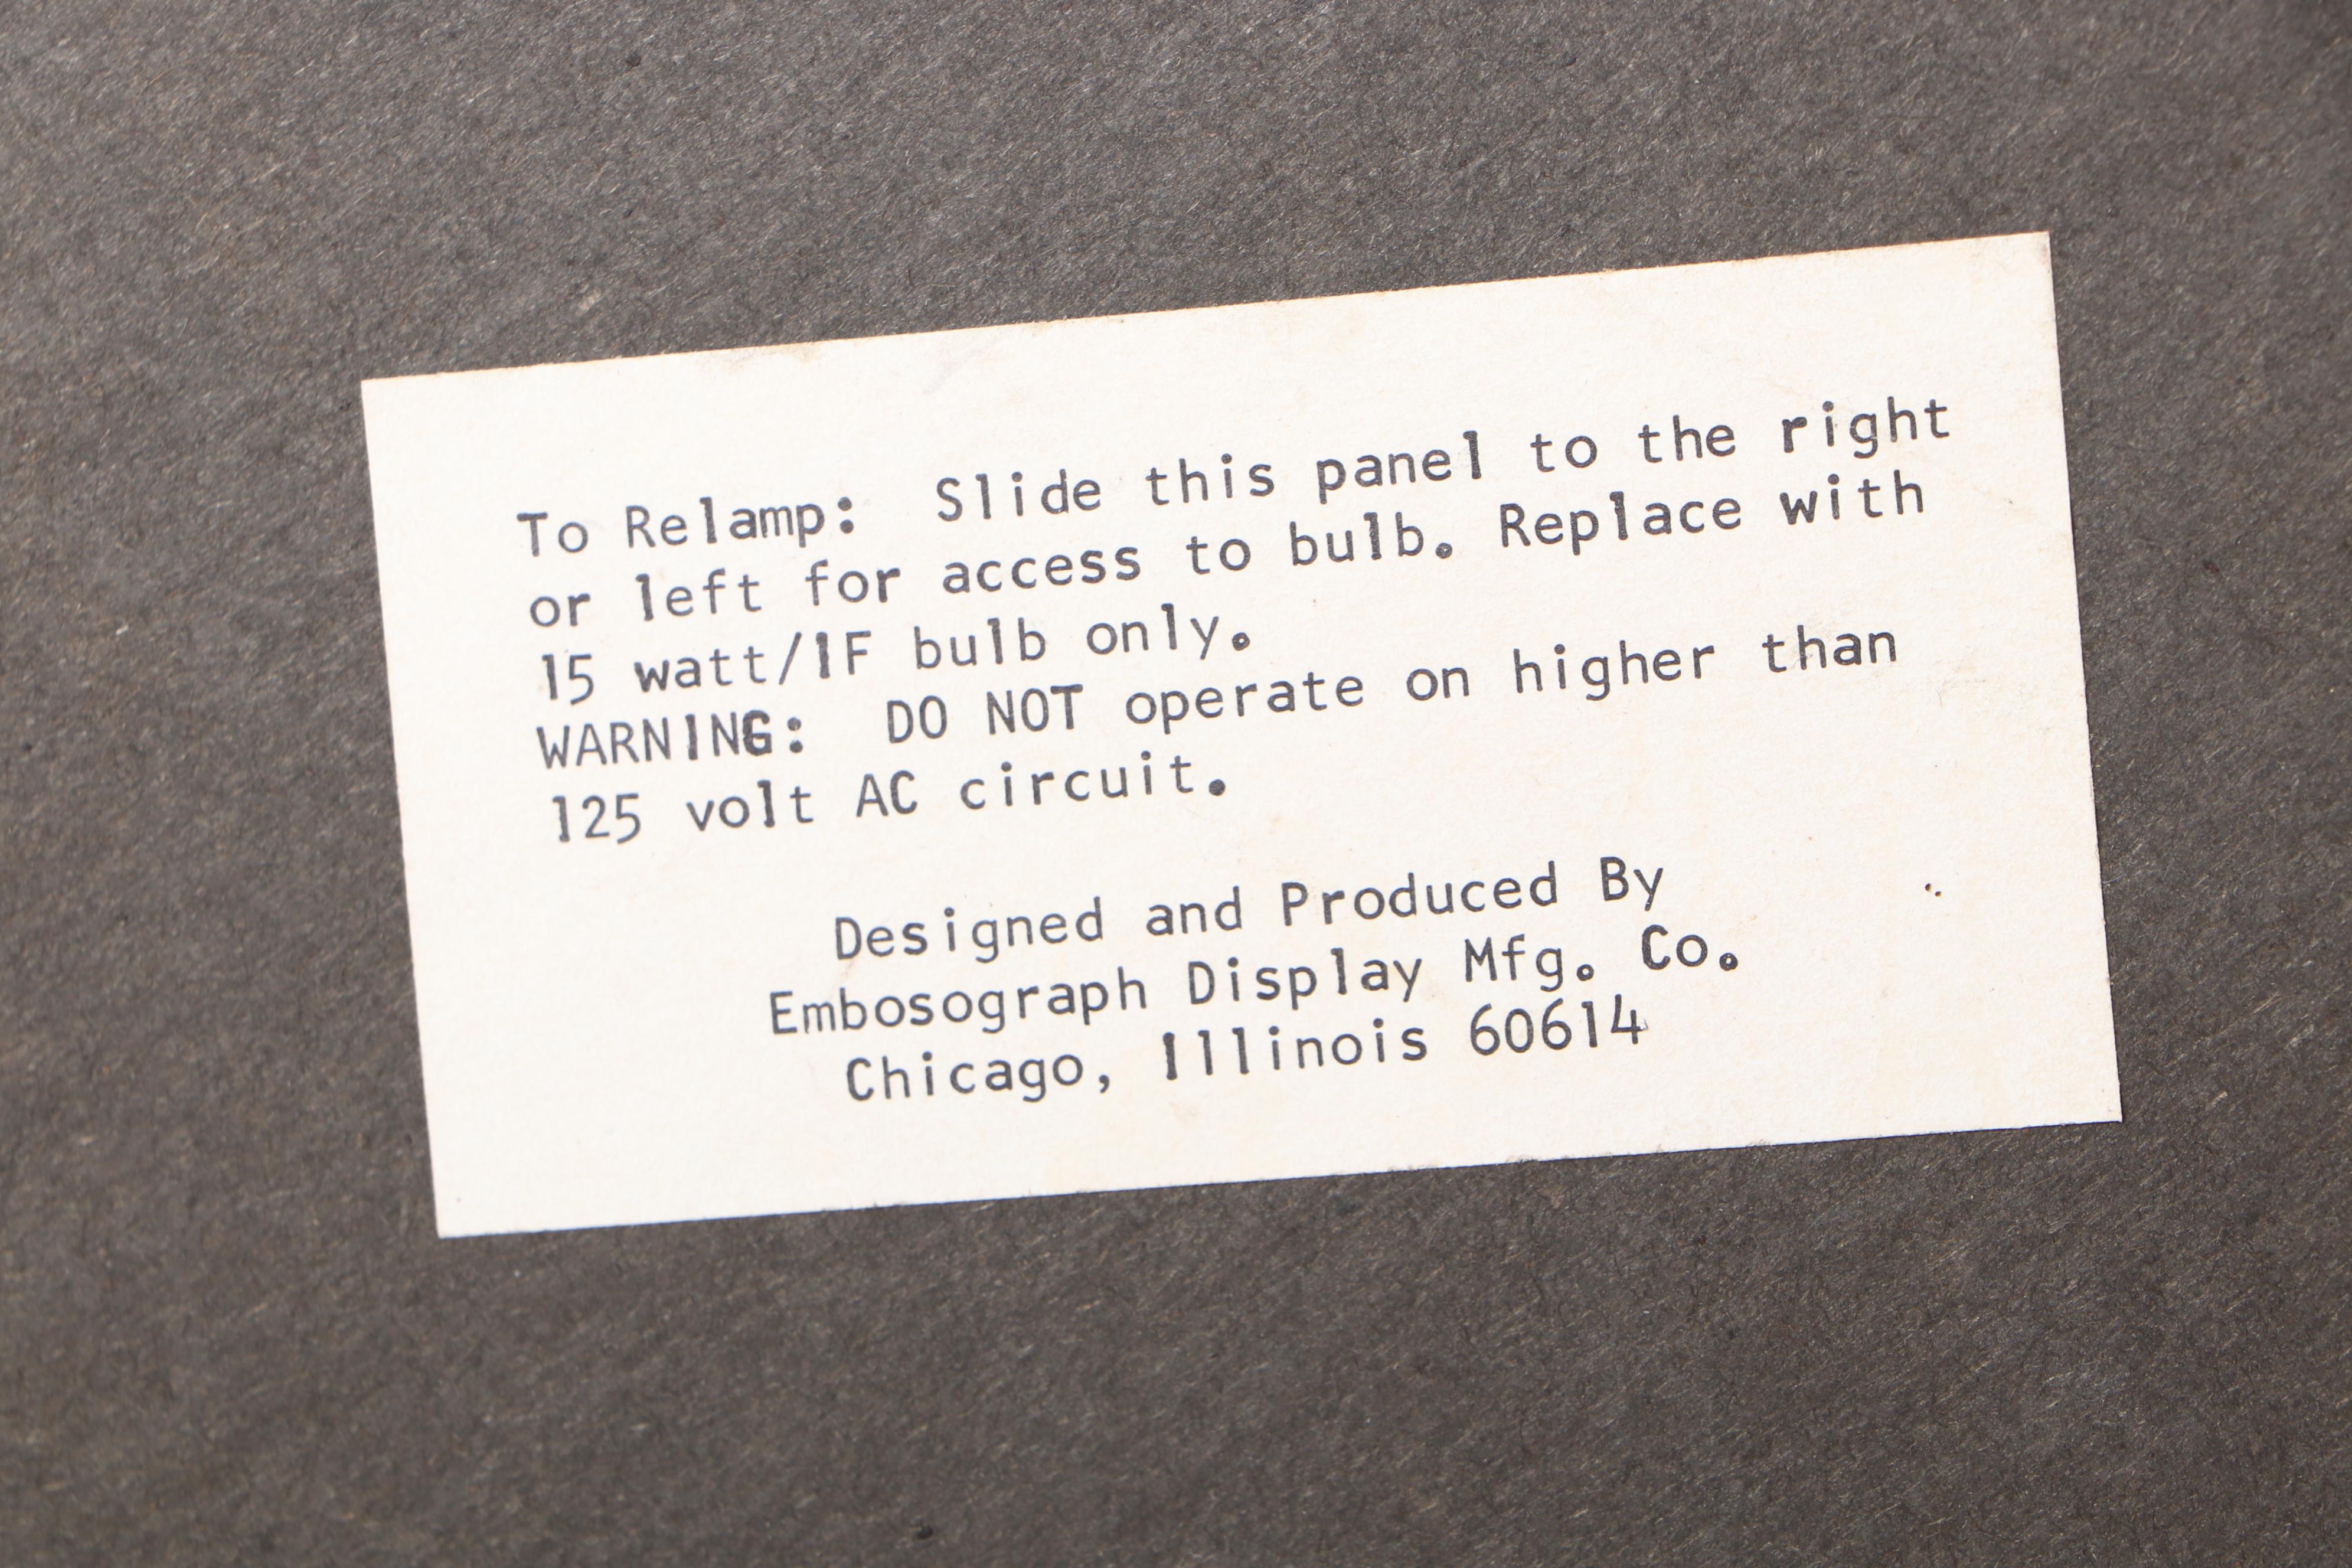 To Relamp:  Slide this panel to the right
or left for access to bulb. Replace with
15 watt/IF bulb only.
WARNING:  DO NOT operate on higher than
125 volt AC circuit.
Designed and Produced By
Embosograph Display Mfg. Co.
Chicago, Illinois 60614